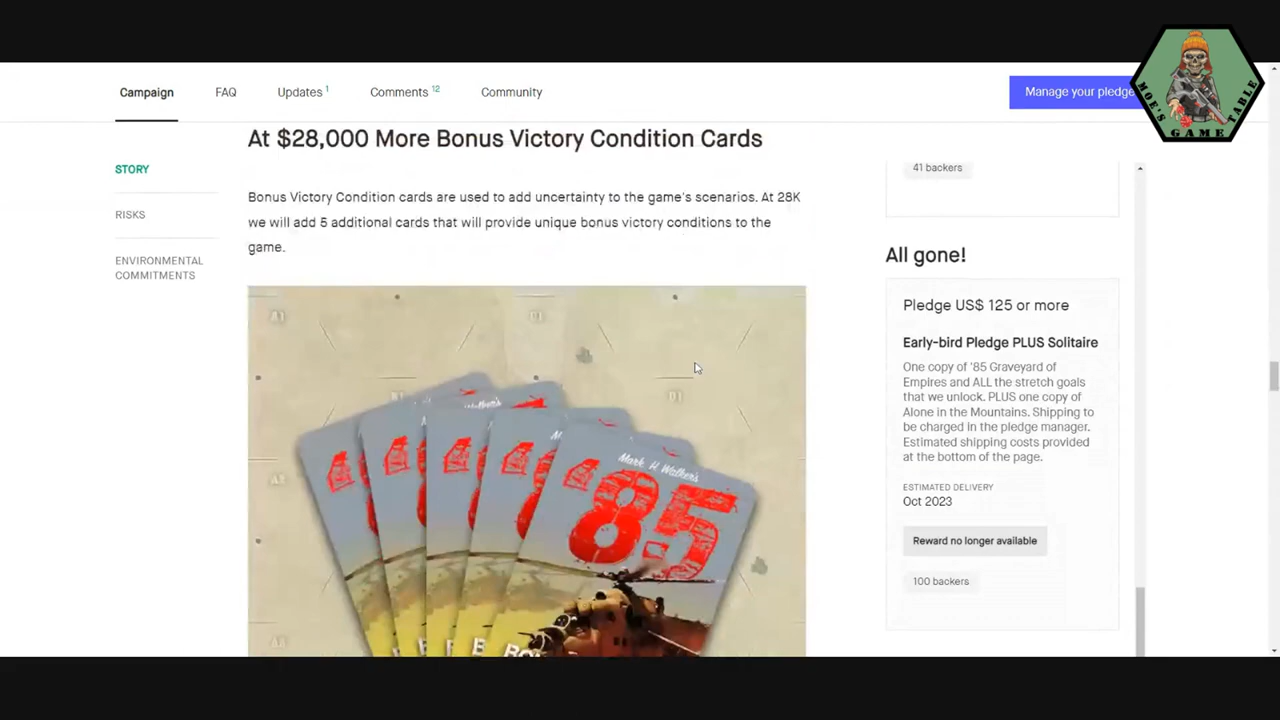 MOE'S GAME TABLE
Campaign
FAQ
Updates 1
Comments 12
Community
Manage your pledge
STORY
RISKS
ENVIRONMENTAL
COMMITMENTS
At $28,000 More Bonus Victory Condition Cards
Bonus Victory Condition cards are used to add uncertainty to the game's scenarios. At 28K
we will add 5 additional cards that will provide unique bonus victory conditions to the
game.
Mark H Walker's
'85
41 backers
All gone!
Pledge US$ 125 or more
Early-bird Pledge PLUS Solitaire
One copy of '85 Graveyard of
Empires and ALL the stretch goals
that we unlock. PLUS one copy of
Alone in the Mountains. Shipping to
be charged in the pledge manager.
Estimated shipping costs provided
at the bottom of the page.
ESTIMATED DELIVERY
Oct 2023
Reward no longer available
100 backers